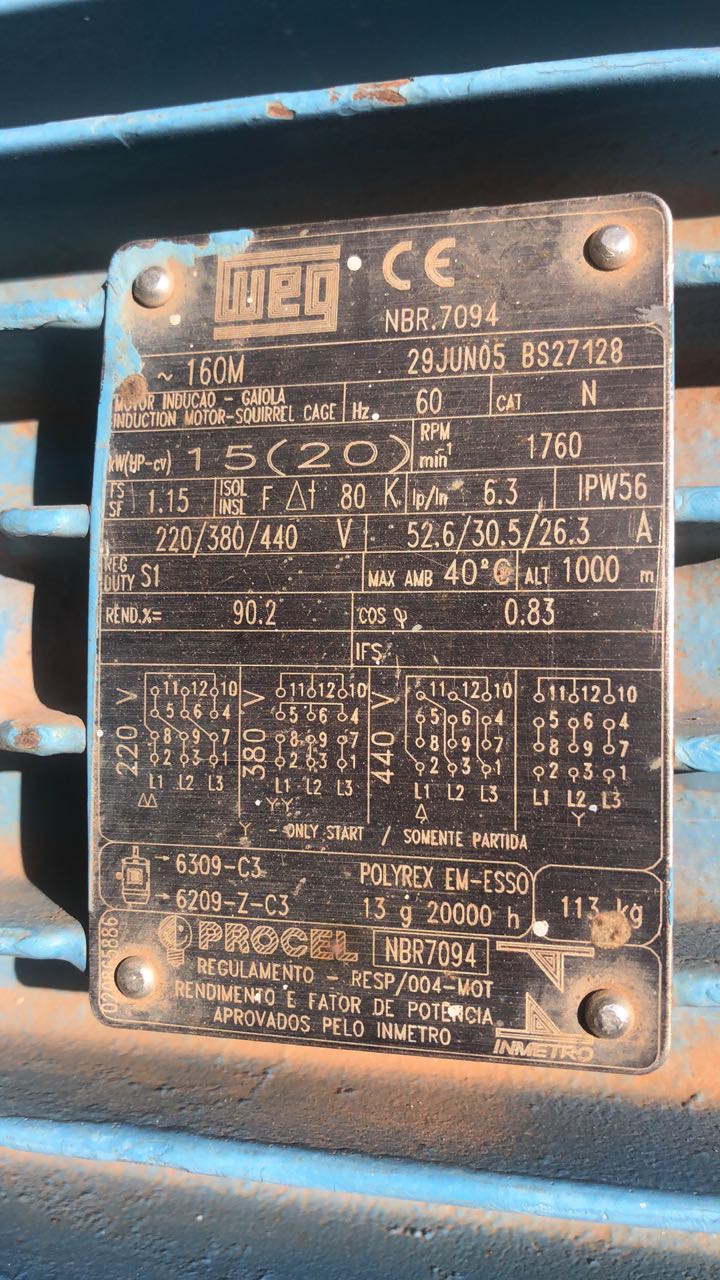 WEG CE
NBR.7094
~ 160M 29JUN05 BS27128
MOTOR INDUCAO - GAIOLA
INDUCTION MOTOR-SQUIRREL CAGE Hz 60 CAT N
kW(HP-cv) 15(20) RPM min⁻¹ 1760
FS SF 1.15 ISOL INSL F Δt 80 K Ip/In 6.3 IPW56
220/380/440 V 52.6/30.5/26.3 A
REG DUTY S1 MAX AMB 40°C ALT 1000 m
REND.%= 90.2 COS φ 0.83
IFS
220 V 380 V 440 V
11 12 10 11 12 10 11 12 10 11 12 10
5 6 4 5 6 4 5 6 4 5 6 4
8 9 7 8 9 7 8 9 7 8 9 7
2 3 1 2 3 1 2 3 1 2 3 1
L1 L2 L3 L1 L2 L3 L1 L2 L3 L1 L2 L3
ΔΔ YY Δ Y
Y - ONLY START / SOMENTE PARTIDA
6309-C3 POLYREX EM-ESSO
6209-Z-C3 13 g 20000 h 113 kg
PROCEL NBR7094
REGULAMENTO - RESP/004-MOT
RENDIMENTO E FATOR DE POTÊNCIA
APROVADOS PELO INMETRO INMETRO